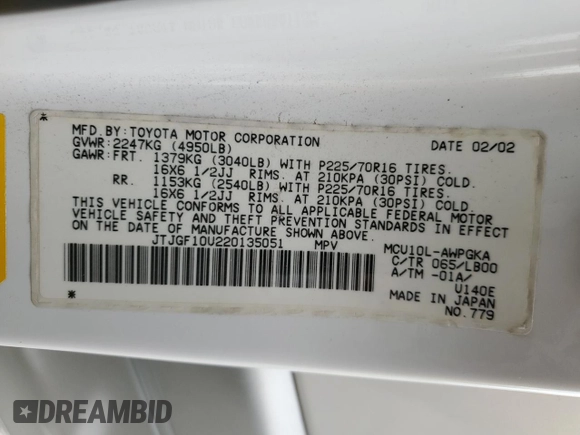 MFD.BY:TOYOTA MOTOR CORPORATION DATE 02/02
GVWR:2247KG (4950LB)
GAWR:FRT. 1379KG (3040LB) WITH P225/70R16 TIRES.
16X6 1/2JJ RIMS. AT 210KPA (30PSI) COLD.
RR. 1153KG (2540LB) WITH P225/70R16 TIRES.
16X6 1/2JJ RIMS. AT 210KPA (30PSI) COLD.
THIS VEHICLE CONFORMS TO ALL APPLICABLE FEDERAL MOTOR
VEHICLE SAFETY AND THEFT PREVENTION STANDARDS IN EFFECT
ON THE DATE OF MANUFACTURE SHOWN ABOVE.
JTJGF10U220135051 MPV MCU10L-AWPGKA
C/TR 065/LB00
A/TM -01A/
U140E
MADE IN JAPAN
NO.779
DREAMBID